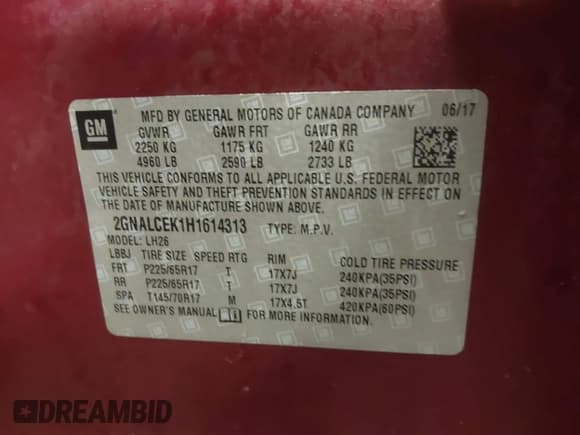 GM
MFD BY GENERAL MOTORS OF CANADA COMPANY 06/17
GVWR GAWR FRT GAWR RR
2250 KG 1175 KG 1240 KG
4960 LB 2590 LB 2733 LB
THIS VEHICLE CONFORMS TO ALL APPLICABLE U.S. FEDERAL MOTOR
VEHICLE SAFETY AND THEFT PREVENTION STANDARDS IN EFFECT ON
THE DATE OF MANUFACTURE SHOWN ABOVE.
2GNALCEK1H1614313 TYPE: M.P.V.
MODEL: LH26
LBBJ TIRE SIZE SPEED RTG RIM COLD TIRE PRESSURE
FRT P225/65R17 T 17X7J 240KPA(35PSI)
RR P225/65R17 T 17X7J 240KPA(35PSI)
SPA T145/70R17 M 17X4.5T 420KPA(60PSI)
SEE OWNER'S MANUAL FOR MORE INFORMATION.
DREAMBID